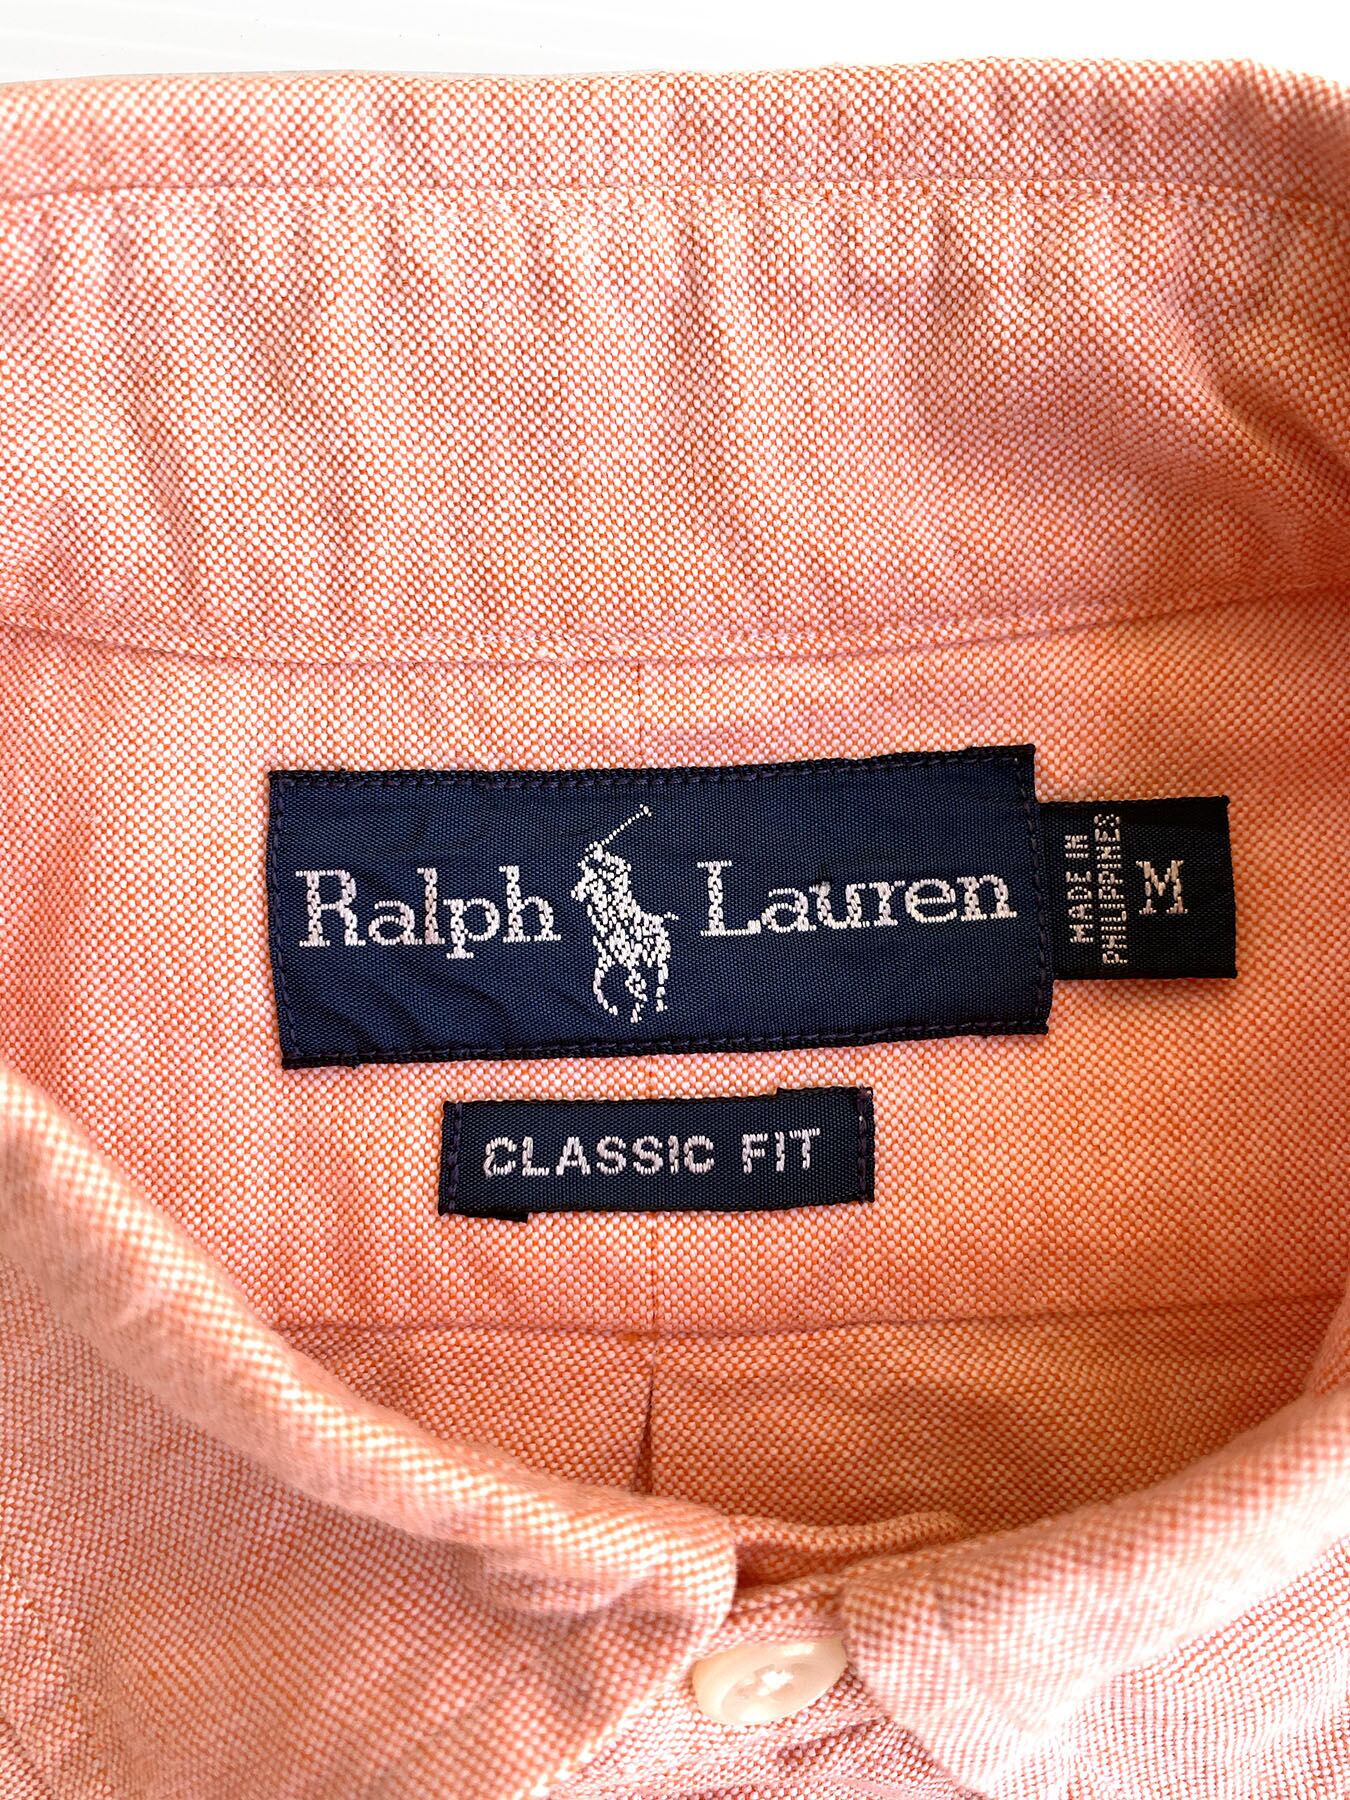 Ralph Lauren
MADE IN
PHILIPPINES
M
CLASSIC FIT